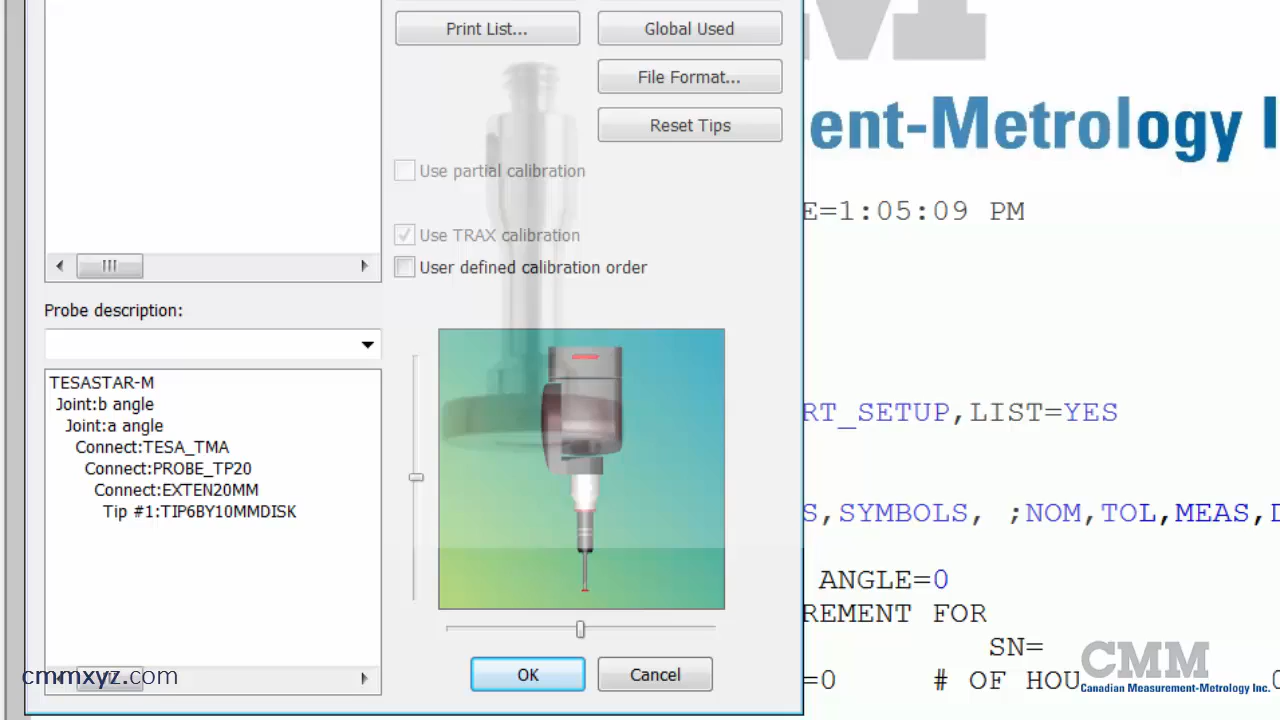 Print List...
Global Used
File Format...
Reset Tips
Use partial calibration
Use TRAX calibration
User defined calibration order
Probe description:
TESASTAR-M
Joint:b angle
Joint:a angle
Connect:TESA_TMA
Connect:PROBE_TP20
Connect:EXTEN20MM
Tip #1:TIP6BY10MMDISK
OK
Cancel
cmmxyz.com
ent-Metrology I
E=1:05:09 PM
RT_SETUP,LIST=YES
S,SYMBOLS, ;NOM,TOL,MEAS,D
ANGLE=0
REMENT FOR
SN=
=0 # OF HOU
CMM
Canadian Measurement-Metrology Inc.